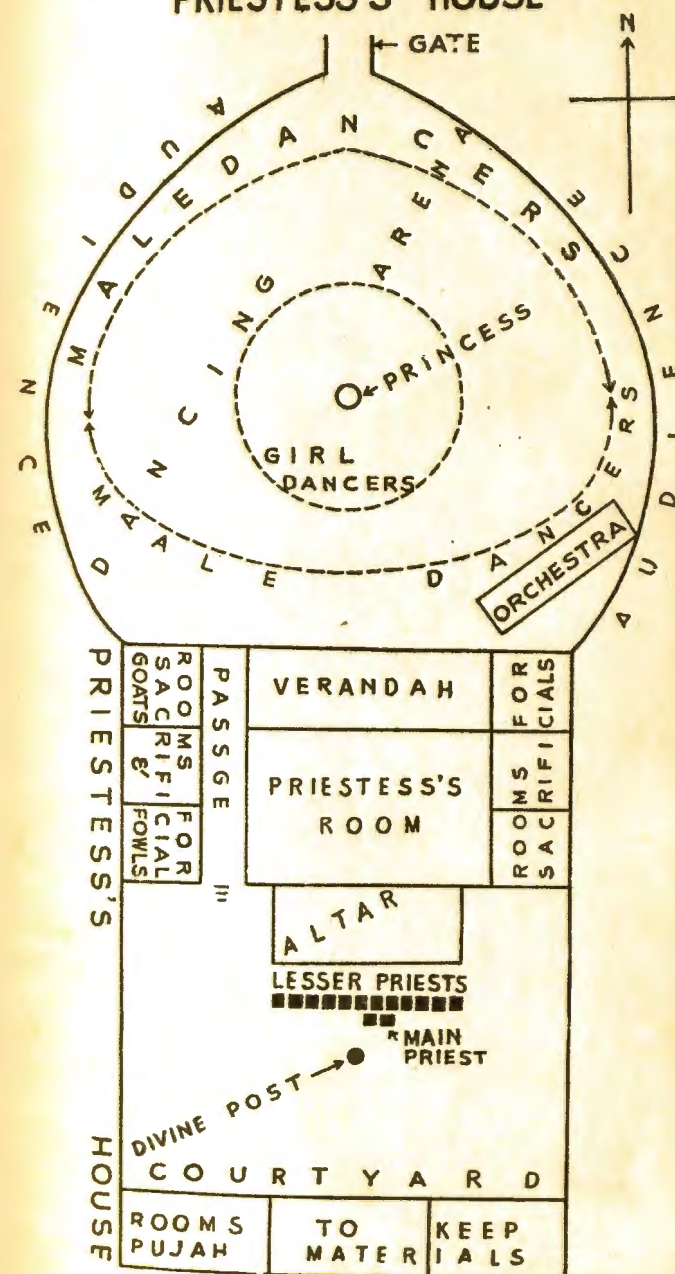 PRIESTESS'S HOUSE
GATE
N
AUDIENCE
AUDIENCE
MALE DANCERS
DANCING ARENA
PRINCESS
GIRL
DANCERS
MALE DANCERS
ORCHESTRA
PRIESTESS'S HOUSE
ROOMS FOR
SACRIFICIAL
GOATS & FOWLS
PASSGE
VERANDAH
PRIESTESS'S
ROOM
ROOMS FOR
SACRIFICIALS
ALTAR
LESSER PRIESTS
MAIN
PRIEST
DIVINE POST
COURTYARD
ROOMS TO KEEP
PUJAH MATERIALS